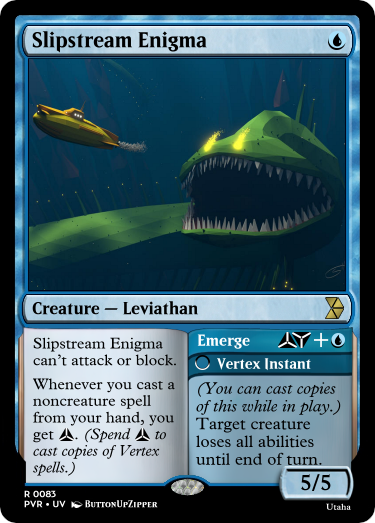 Slipstream Enigma
Creature — Leviathan
Slipstream Enigma
can't attack or block.
Whenever you cast a
noncreature spell
from your hand, you
get . (Spend  to
cast copies of Vertex
spells.)
Emerge +
Vertex Instant
(You can cast copies
of this while in play.)
Target creature
loses all abilities
until end of turn.
5/5
R 0083
PVR • UV ButtonUpZipper
Utaha